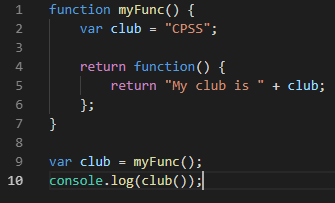 1 function myFunc() {
2     var club = "CPSS";
3
4     return function() {
5         return "My club is " + club;
6     };
7 }
8
9 var club = myFunc();
10 console.log(club());